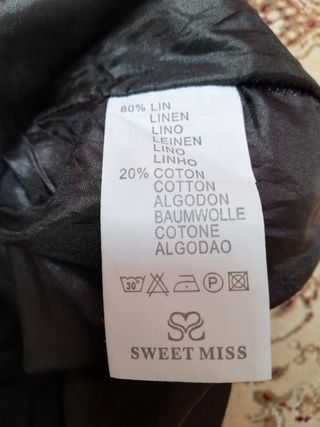 80% LIN
LINEN
LINO
LEINEN
LINO
LINHO
20% COTON
COTTON
ALGODON
BAUMWOLLE
COTONE
ALGODAO
30° P
SWEET MISS